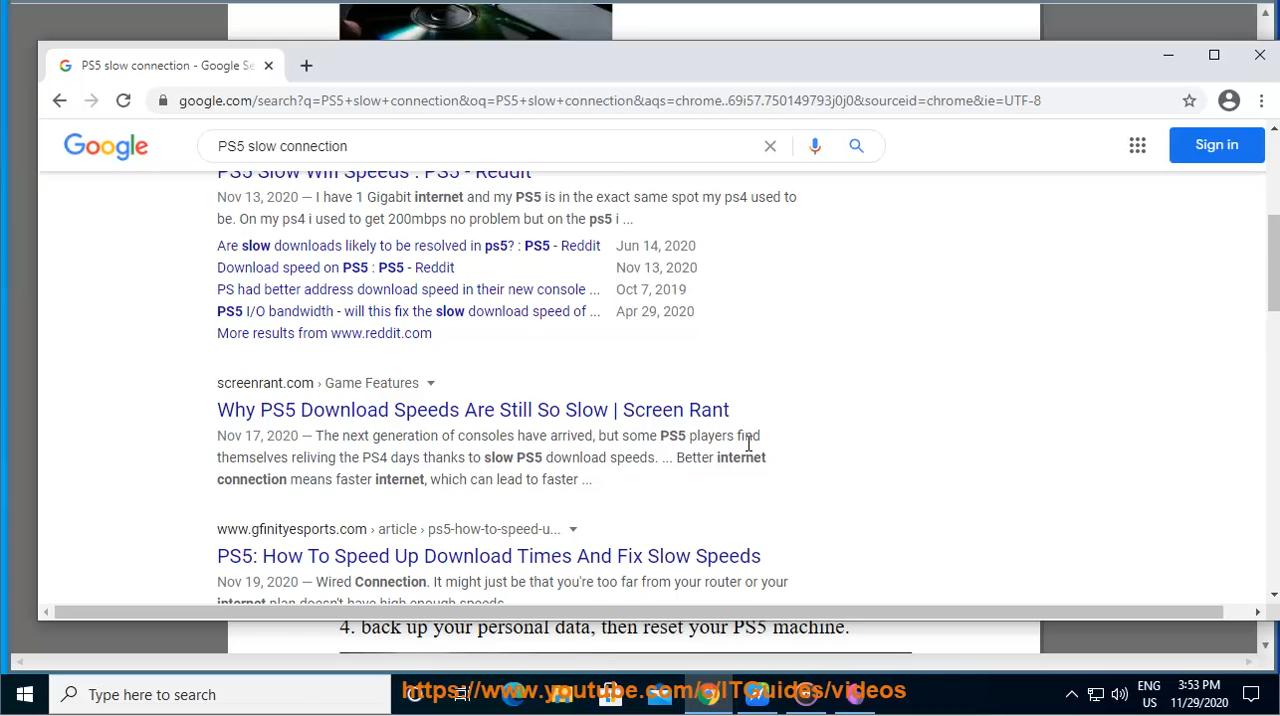 PS5 slow connection - Google Se
google.com/search?q=PS5+slow+connection&oq=PS5+slow+connection&aqs=chrome..69i57.750149793j0j0&sourceid=chrome&ie=UTF-8
Google
PS5 slow connection
Sign in
PS5 Slow Wifi Speeds : PS5 - Reddit
Nov 13, 2020 — I have 1 Gigabit internet and my PS5 is in the exact same spot my ps4 used to
be. On my ps4 i used to get 200mbps no problem but on the ps5 i ...
Are slow downloads likely to be resolved in ps5? : PS5 - Reddit Jun 14, 2020
Download speed on PS5 : PS5 - Reddit Nov 13, 2020
PS had better address download speed in their new console ... Oct 7, 2019
PS5 I/O bandwidth - will this fix the slow download speed of ... Apr 29, 2020
More results from www.reddit.com
screenrant.com › Game Features
Why PS5 Download Speeds Are Still So Slow | Screen Rant
Nov 17, 2020 — The next generation of consoles have arrived, but some PS5 players find
themselves reliving the PS4 days thanks to slow PS5 download speeds. ... Better internet
connection means faster internet, which can lead to faster ...
www.gfinityesports.com › article › ps5-how-to-speed-u...
PS5: How To Speed Up Download Times And Fix Slow Speeds
Nov 19, 2020 — Wired Connection. It might just be that you're too far from your router or your
internet plan doesn't have high enough speeds
4. back up your personal data, then reset your PS5 machine.
Type here to search
https://www.youtube.com/c/ITGuides/videos
ENG
US
3:53 PM
11/29/2020